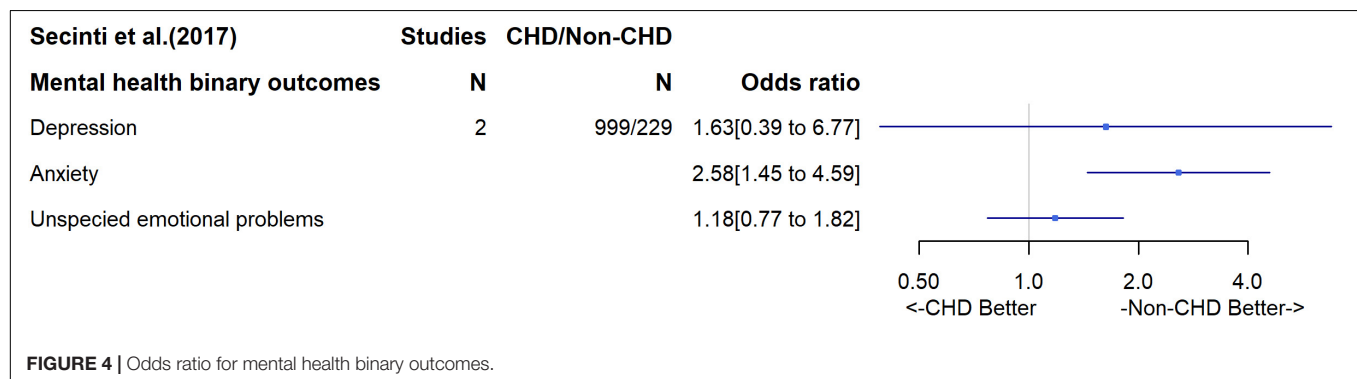 Secinti et al.(2017) Studies CHD/Non-CHD
Mental health binary outcomes N N Odds ratio
Depression 2 999/229 1.63[0.39 to 6.77]
Anxiety 2.58[1.45 to 4.59]
Unspecied emotional problems 1.18[0.77 to 1.82]
0.50 1.0 2.0 4.0
<-CHD Better -Non-CHD Better->
FIGURE 4 | Odds ratio for mental health binary outcomes.